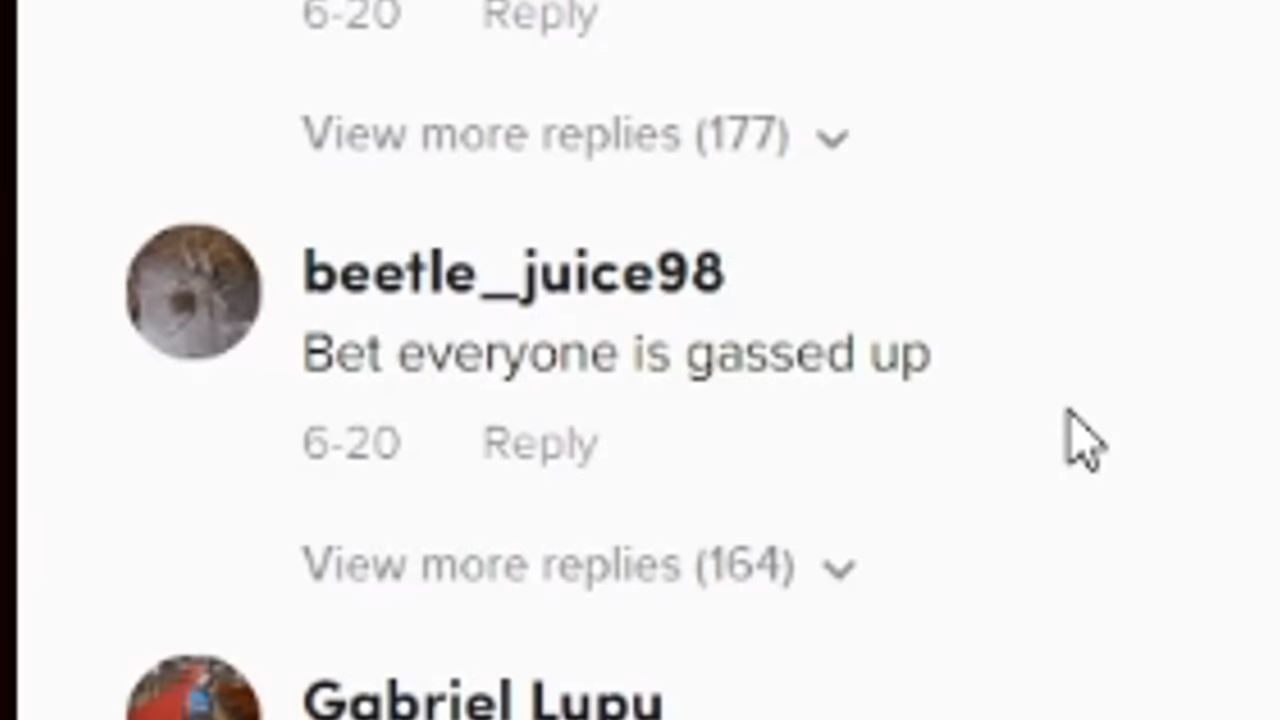 6-20 Reply
View more replies (177)
beetle_juice98
Bet everyone is gassed up
6-20 Reply
View more replies (164)
Gabriel Lupu